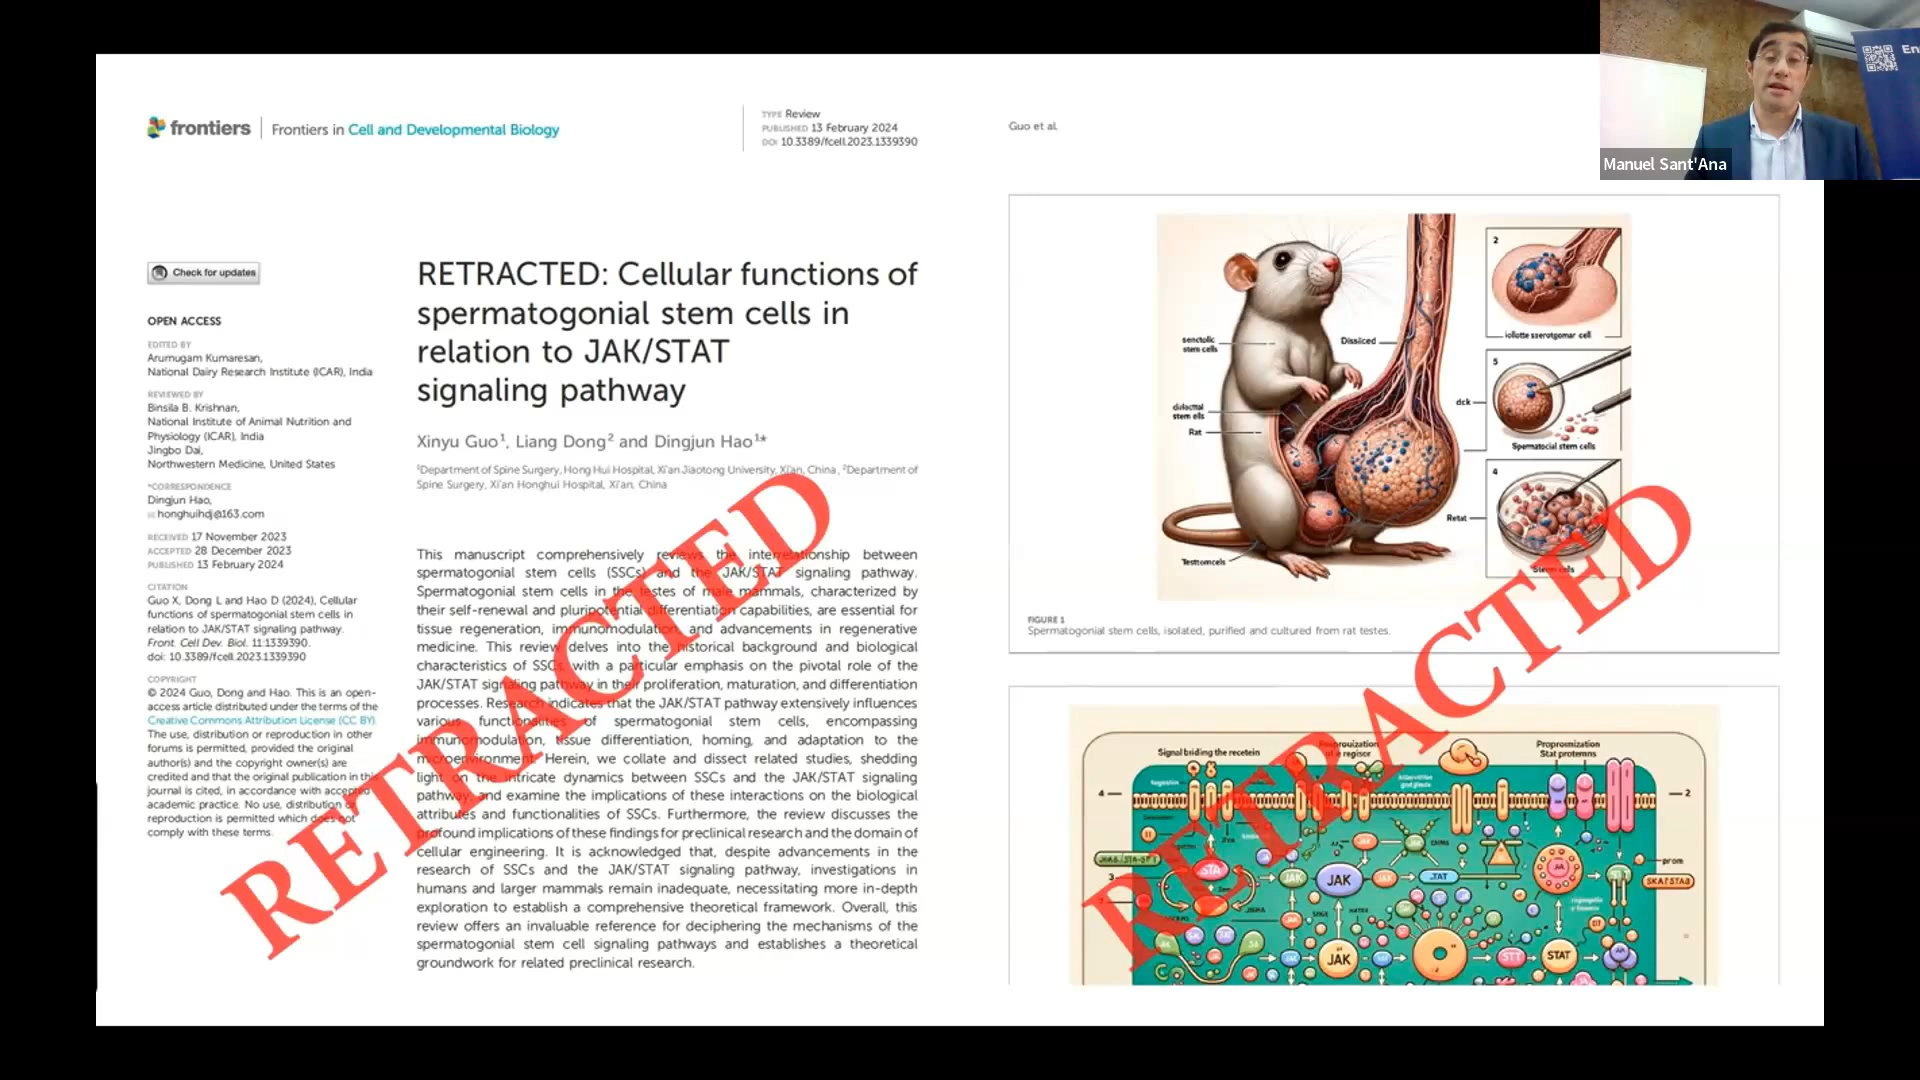 En
Manuel Sant'Ana
frontiers
Frontiers in Cell and Developmental Biology
TYPE Review
PUBLISHED 13 February 2024
DOI 10.3389/fcell.2023.1339390
Check for updates
OPEN ACCESS
EDITED BY
Arumugam Kumaresan,
National Dairy Research Institute (ICAR), India
REVIEWED BY
Binsila B. Krishnan,
National Institute of Animal Nutrition and
Physiology (ICAR), India
Jingbo Dai,
Northwestern Medicine, United States
*CORRESPONDENCE
Dingjun Hao,
honghuihdj@163.com
RECEIVED 17 November 2023
ACCEPTED 28 December 2023
PUBLISHED 13 February 2024
CITATION
Guo X, Dong L and Hao D (2024), Cellular
functions of spermatogonial stem cells in
relation to JAK/STAT signaling pathway.
Front. Cell Dev. Biol. 11:1339390.
doi: 10.3389/fcell.2023.1339390
COPYRIGHT
© 2024 Guo, Dong and Hao. This is an open-
access article distributed under the terms of the
Creative Commons Attribution License (CC BY).
The use, distribution or reproduction in other
forums is permitted, provided the original
author(s) and the copyright owner(s) are
credited and that the original publication in this
journal is cited, in accordance with accepted
academic practice. No use, distribution or
reproduction is permitted which does not
comply with these terms.
RETRACTED: Cellular functions of
spermatogonial stem cells in
relation to JAK/STAT
signaling pathway
Xinyu Guo¹, Liang Dong² and Dingjun Hao¹*
¹Department of Spine Surgery, Hong Hui Hospital, Xi'an Jiaotong University, Xi'an, China, ²Department of
Spine Surgery, Xi'an Honghui Hospital, Xi'an, China
This manuscript comprehensively reviews the interrelationship between
spermatogonial stem cells (SSCs) and the JAK/STAT signaling pathway.
Spermatogonial stem cells in the testes of male mammals, characterized by
their self-renewal and pluripotential differentiation capabilities, are essential for
tissue regeneration, immunomodulation, and advancements in regenerative
medicine. This review delves into the historical background and biological
characteristics of SSCs, with a particular emphasis on the pivotal role of the
JAK/STAT signaling pathway in their proliferation, maturation, and differentiation
processes. Research indicates that the JAK/STAT pathway extensively influences
various functionalities of spermatogonial stem cells, encompassing
immunomodulation, tissue differentiation, homing, and adaptation to the
microenvironment. Herein, we collate and dissect related studies, shedding
light on the intricate dynamics between SSCs and the JAK/STAT signaling
pathway, and examine the implications of these interactions on the biological
attributes and functionalities of SSCs. Furthermore, the review discusses the
profound implications of these findings for preclinical research and the domain of
cellular engineering. It is acknowledged that, despite advancements in the
research of SSCs and the JAK/STAT signaling pathway, investigations in
humans and larger mammals remain inadequate, necessitating more in-depth
exploration to establish a comprehensive theoretical framework. Overall, this
review offers an invaluable reference for deciphering the mechanisms of the
spermatogonial stem cell signaling pathways and establishes a theoretical
groundwork for related preclinical research.
RETRACTED
Guo et al.
senctolic
stem cells
Dissilced
dislocttal
stem ells
Rat
Testtomcels
2
iollotte sserotgomar cell
5
dck
Spermatocial stem cells
4
Retat
Stem cells
FIGURE 1
Spermatogonial stem cells, isolated, purified and cultured from rat testes.
Signal briding the recetein
Propromization
Stat protemns
4
2
3
STA
JAK
JAK
JAK
TAT
prom
SKATSTAB
JAK
STT
STAT
RETRACTED